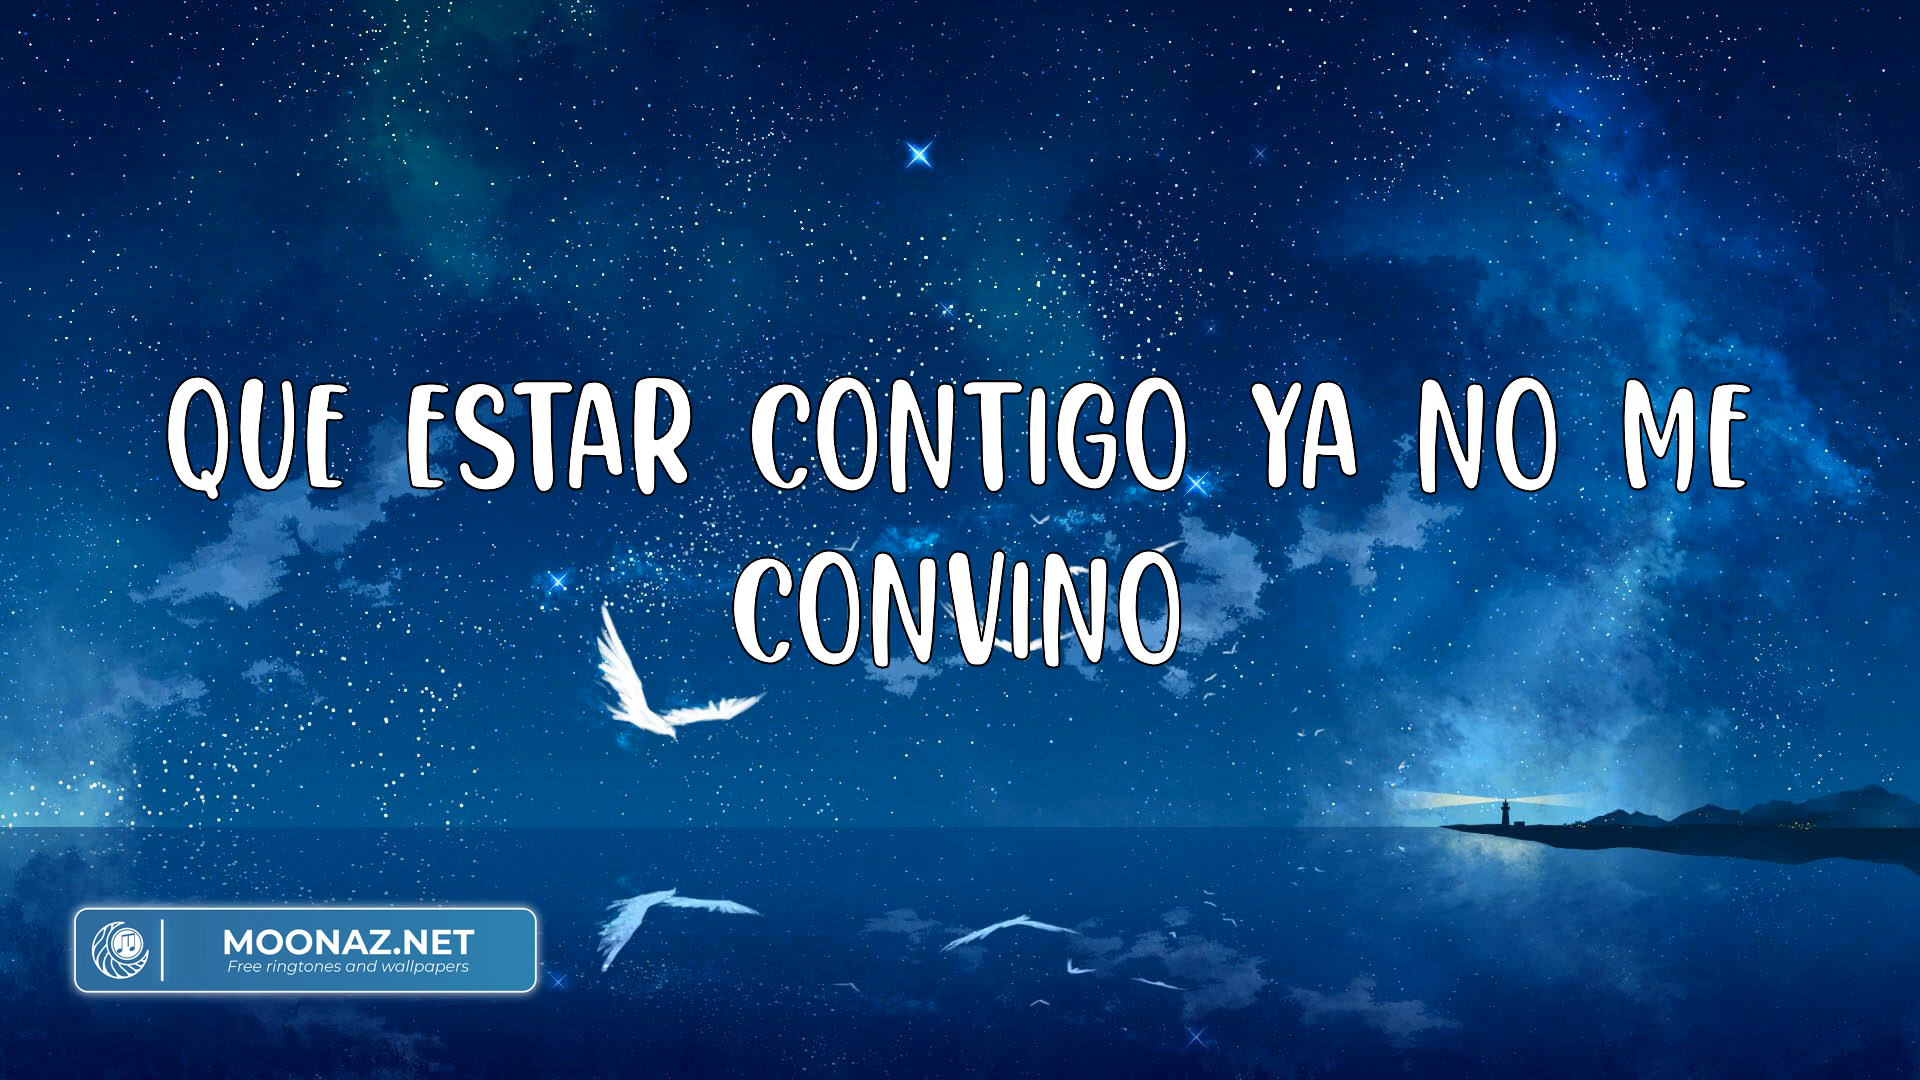 QUE ESTAR CONTIGO YA NO ME
CONVINO
MOONAZ.NET
Free ringtones and wallpapers